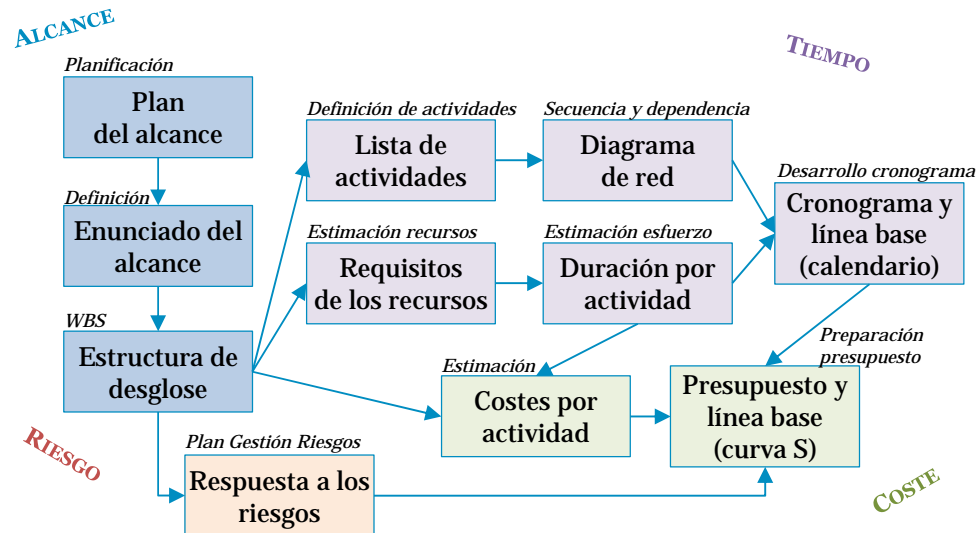 ALCANCE
TIEMPO
Planificación
Plan
del alcance
Definición de actividades
Lista de
actividades
Secuencia y dependencia
Diagrama
de red
Desarrollo cronograma
Cronograma y
línea base
(calendario)
Definición
Enunciado del
alcance
Estimación recursos
Requisitos
de los recursos
Estimación esfuerzo
Duración por
actividad
WBS
Estructura de
desglose
Estimación
Costes por
actividad
Preparación
presupuesto
Presupuesto y
línea base
(curva S)
RIESGO
Plan Gestión Riesgos
Respuesta a los
riesgos
COSTE